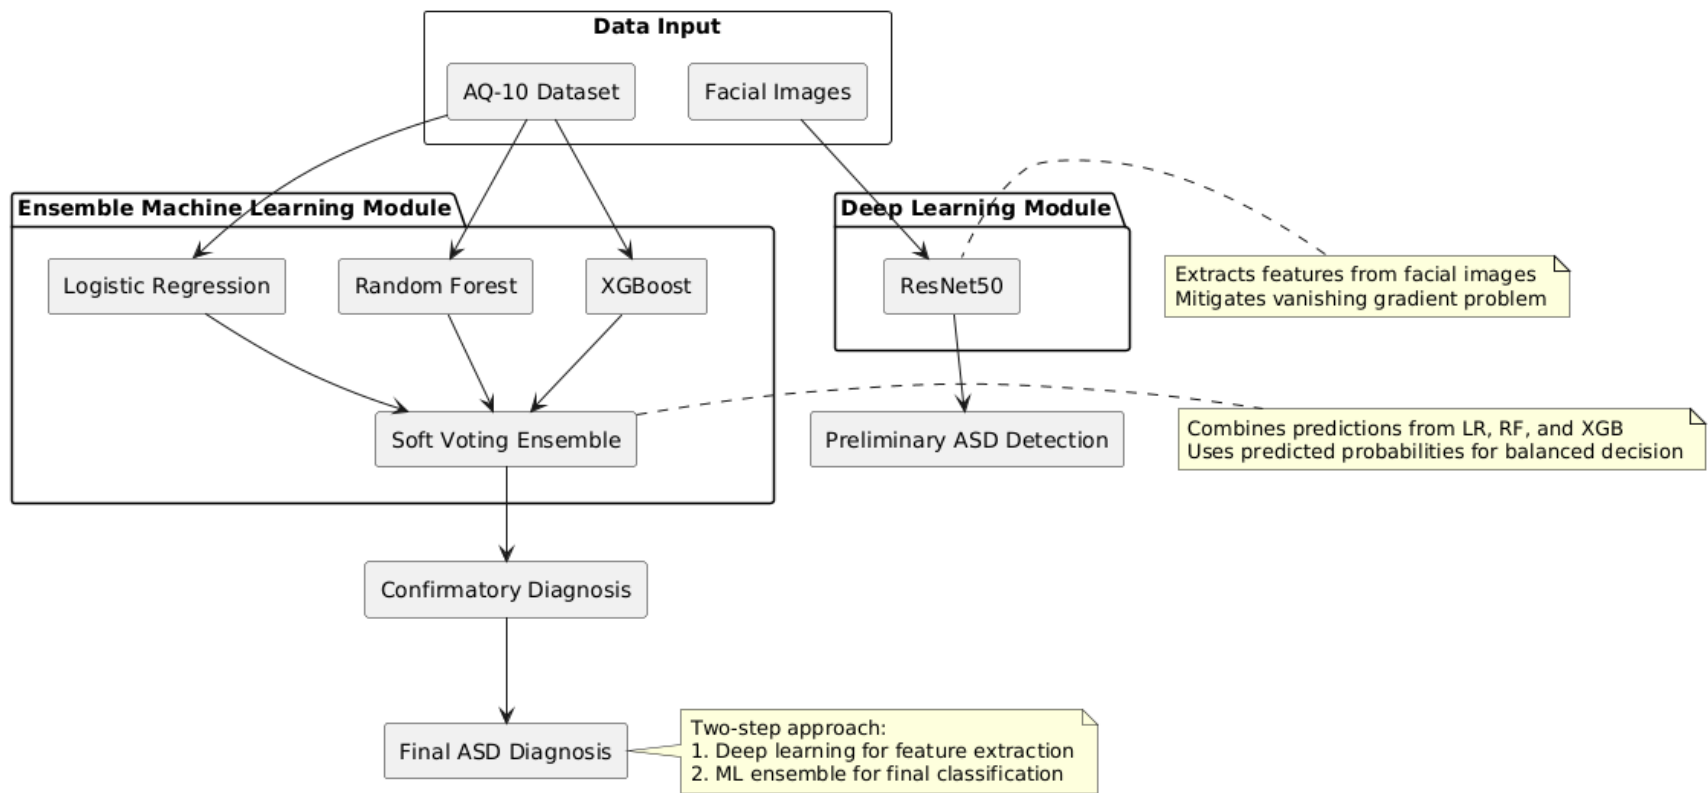 Data Input
AQ-10 Dataset
Facial Images
Ensemble Machine Learning Module
Deep Learning Module
Logistic Regression
Random Forest
XGBoost
ResNet50
Extracts features from facial images
Mitigates vanishing gradient problem
Soft Voting Ensemble
Preliminary ASD Detection
Combines predictions from LR, RF, and XGB
Uses predicted probabilities for balanced decision
Confirmatory Diagnosis
Final ASD Diagnosis
Two-step approach:
1. Deep learning for feature extraction
2. ML ensemble for final classification